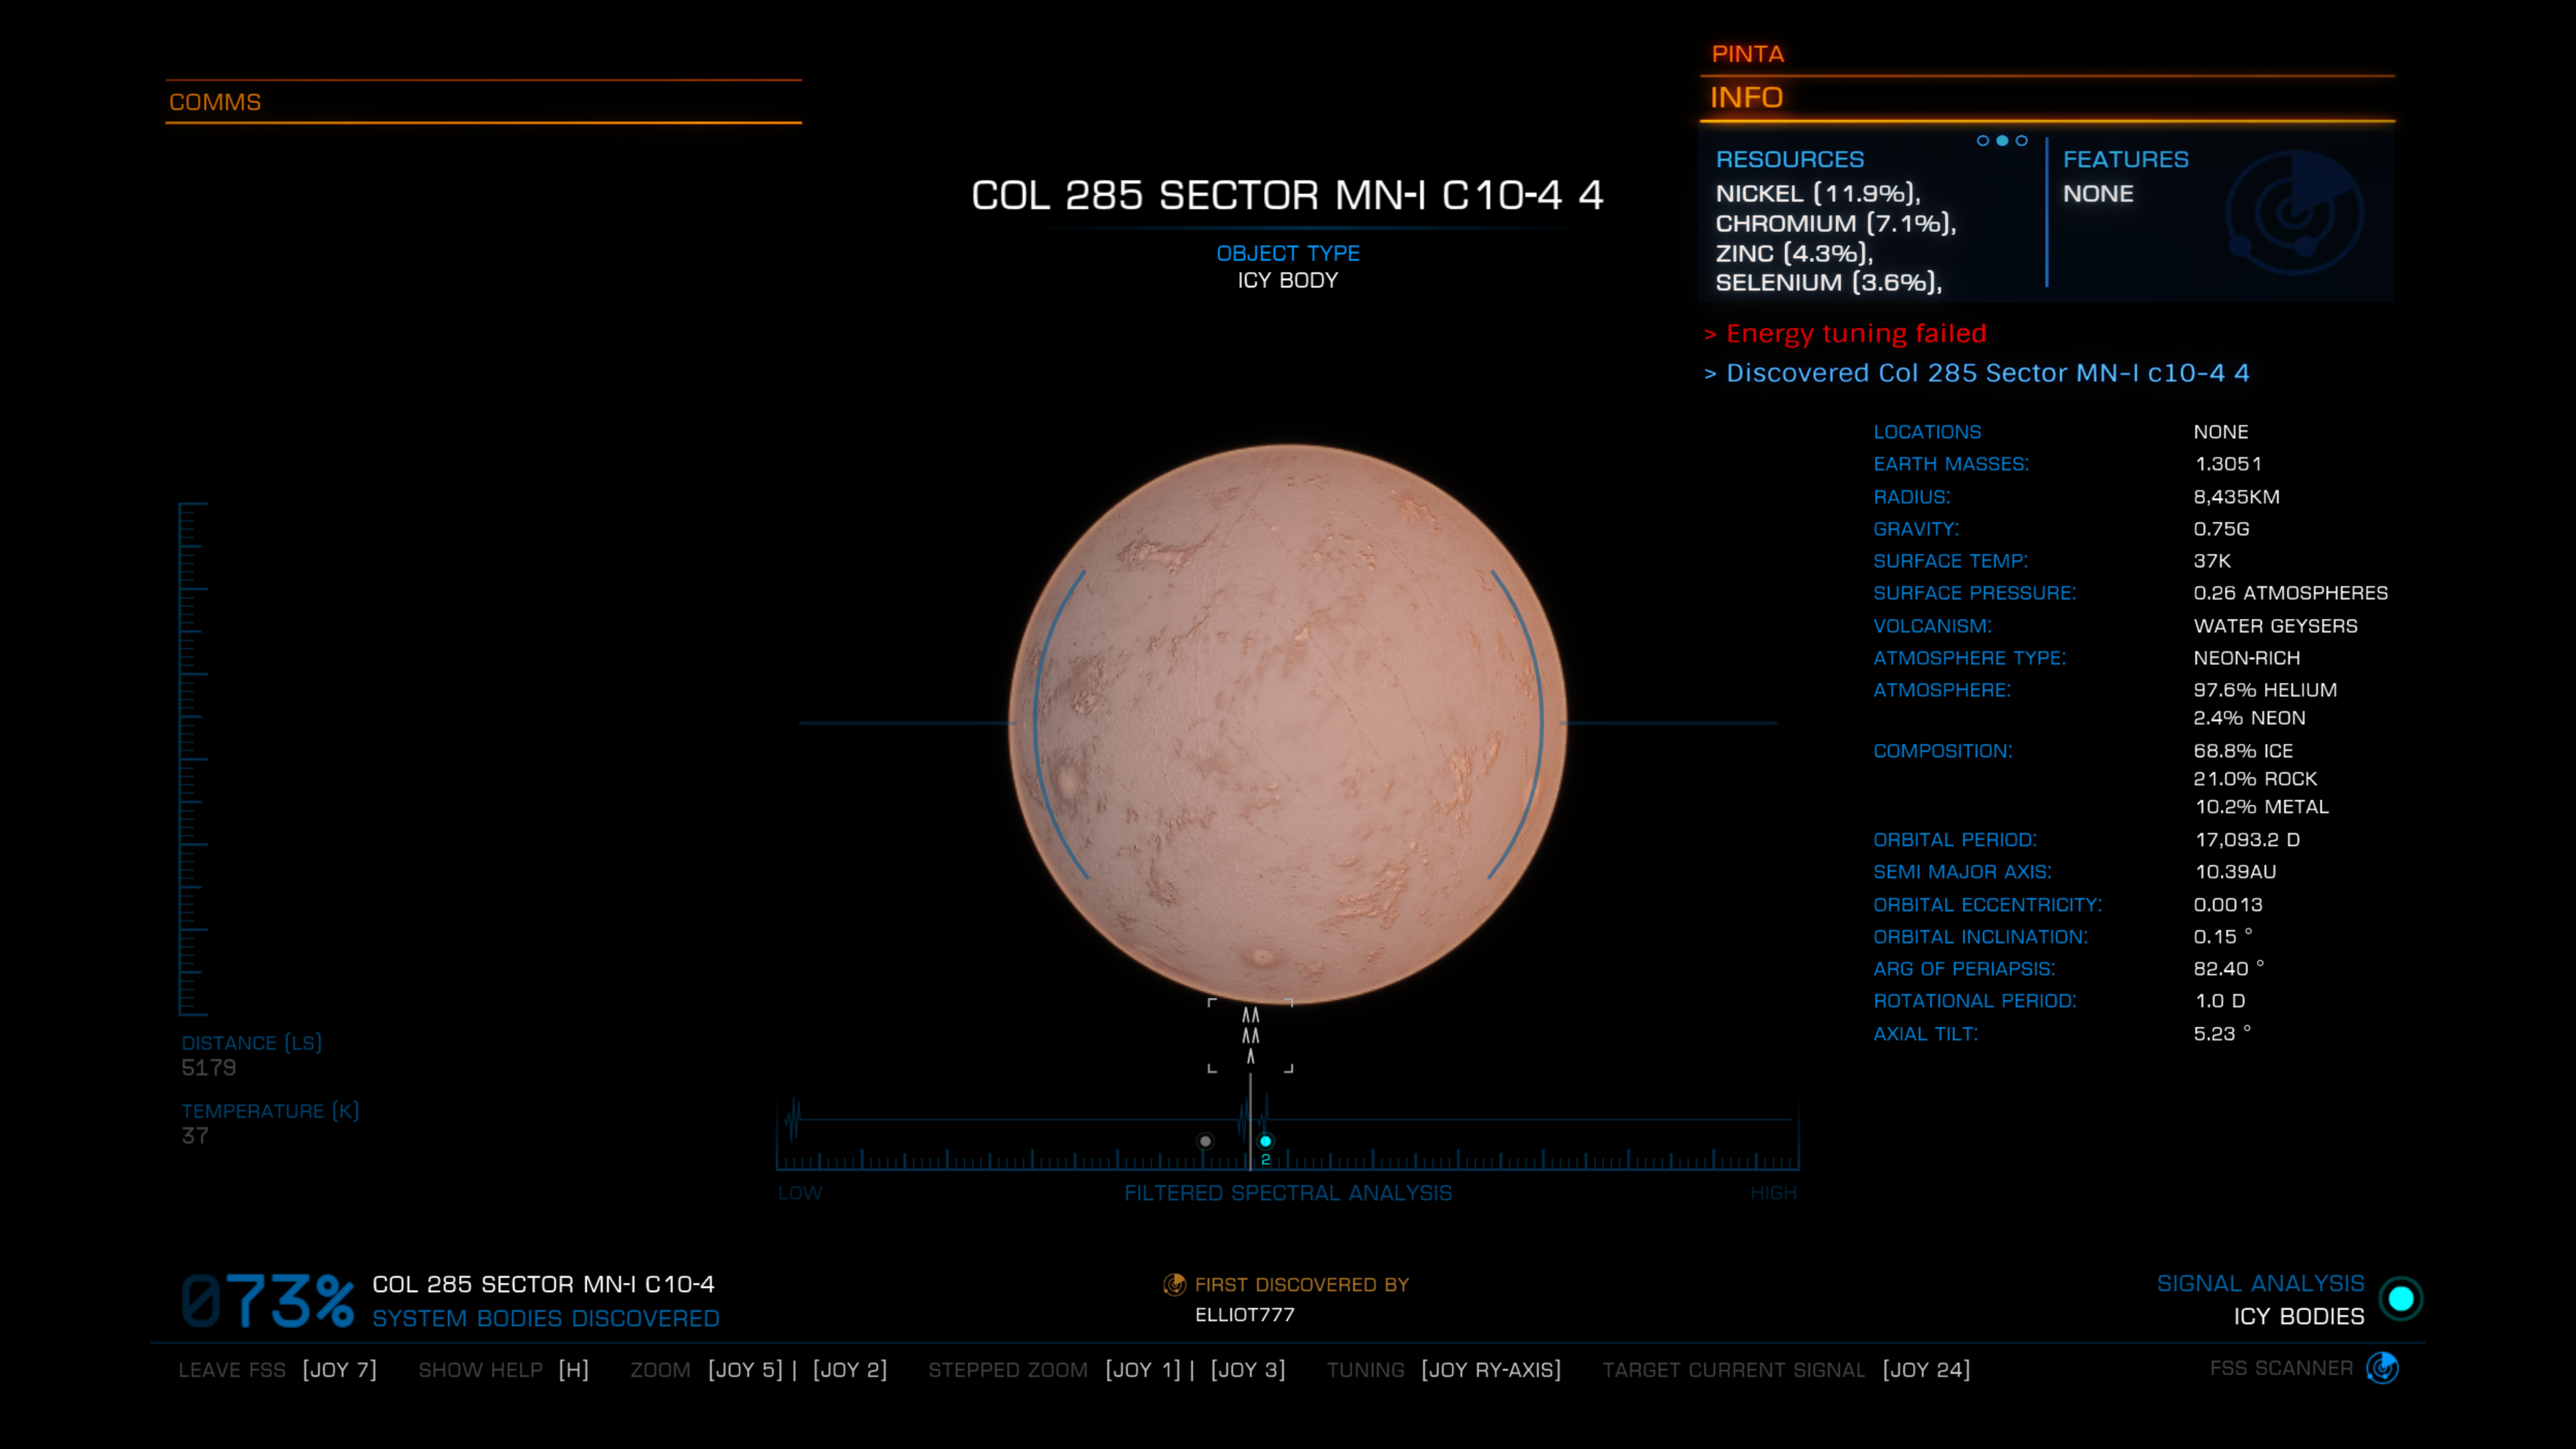 PINTA
COMMS
INFO
RESOURCES
NICKEL (11.9%),
CHROMIUM (7.1%),
ZINC (4.3%),
SELENIUM (3.6%),
FEATURES
NONE
COL 285 SECTOR MN-I C10-4 4
OBJECT TYPE
ICY BODY
> Energy tuning failed
> Discovered Col 285 Sector MN-I c10-4 4
LOCATIONS NONE
EARTH MASSES: 1.3051
RADIUS: 8,435KM
GRAVITY: 0.75G
SURFACE TEMP: 37K
SURFACE PRESSURE: 0.26 ATMOSPHERES
VOLCANISM: WATER GEYSERS
ATMOSPHERE TYPE: NEON-RICH
ATMOSPHERE: 97.6% HELIUM
2.4% NEON
COMPOSITION: 68.8% ICE
21.0% ROCK
10.2% METAL
ORBITAL PERIOD: 17,093.2 D
SEMI MAJOR AXIS: 10.39AU
ORBITAL ECCENTRICITY: 0.0013
ORBITAL INCLINATION: 0.15 °
ARG OF PERIAPSIS: 82.40 °
ROTATIONAL PERIOD: 1.0 D
AXIAL TILT: 5.23 °
DISTANCE (LS)
5179
TEMPERATURE (K)
37
2
LOW FILTERED SPECTRAL ANALYSIS HIGH
073% COL 285 SECTOR MN-I C10-4
SYSTEM BODIES DISCOVERED
FIRST DISCOVERED BY
ELLIOT777
SIGNAL ANALYSIS
ICY BODIES
LEAVE FSS [JOY 7] SHOW HELP [H] ZOOM [JOY 5] | [JOY 2] STEPPED ZOOM [JOY 1] | [JOY 3] TUNING [JOY RY-AXIS] TARGET CURRENT SIGNAL [JOY 24] FSS SCANNER